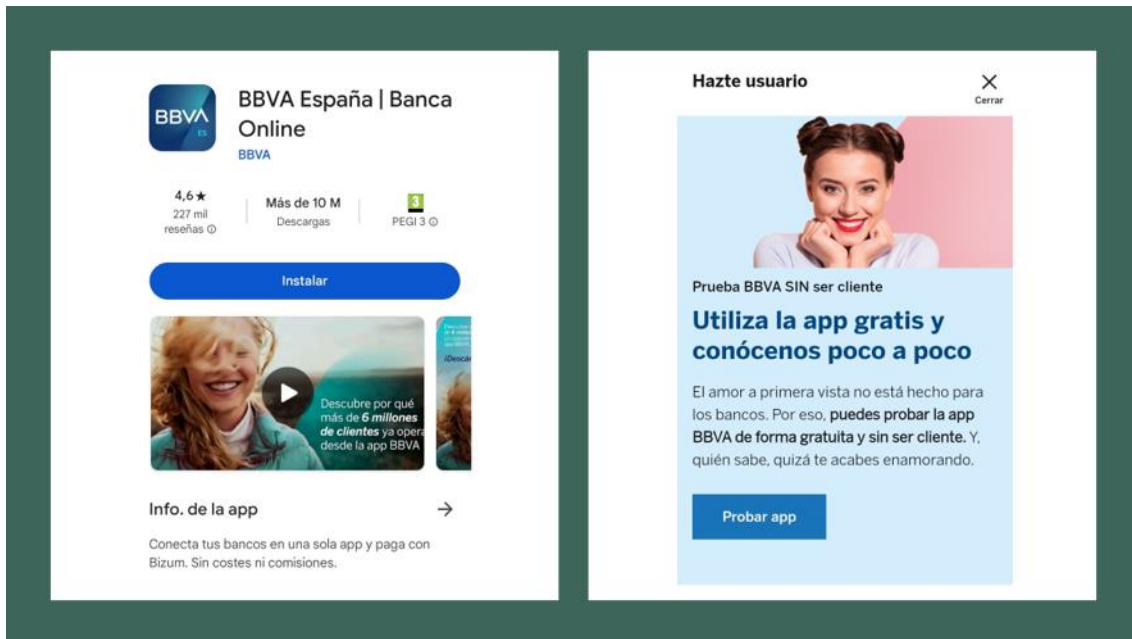 BBVA
ES
BBVA España | Banca
Online
BBVA
4,6★
227 mil
reseñas
Más de 10 M
Descargas
3
PEGI 3
Instalar
Descubre por qué
más de 6 millones
de clientes ya opera
desde la app BBVA
Info. de la app
Conecta tus bancos en una sola app y paga con
Bizum. Sin costes ni comisiones.
Hazte usuario
Cerrar
Prueba BBVA SIN ser cliente
Utiliza la app gratis y
conócenos poco a poco
El amor a primera vista no está hecho para
los bancos. Por eso, puedes probar la app
BBVA de forma gratuita y sin ser cliente. Y,
quién sabe, quizá te acabes enamorando.
Probar app